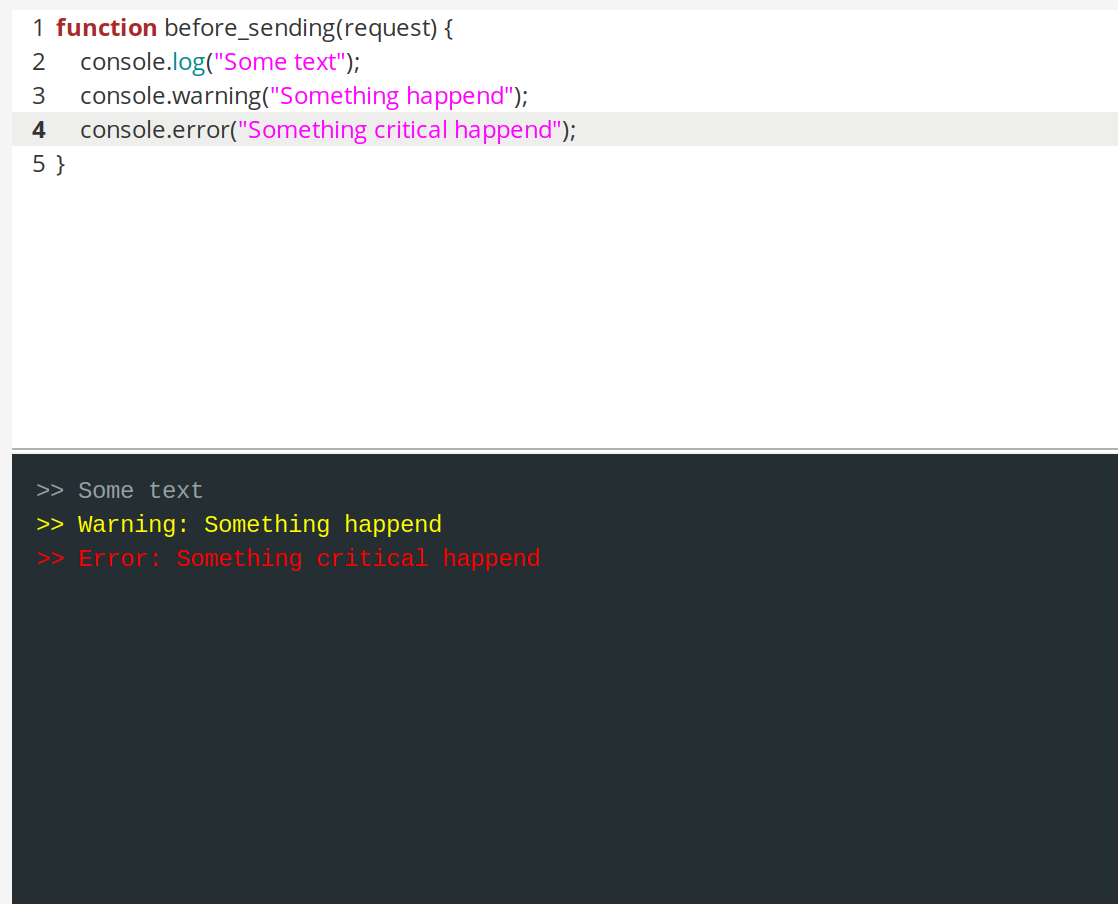 1 function before_sending(request) {
2 console.log("Some text");
3 console.warning("Something happend");
4 console.error("Something critical happend");
5 }
>> Some text
>> Warning: Something happend
>> Error: Something critical happend